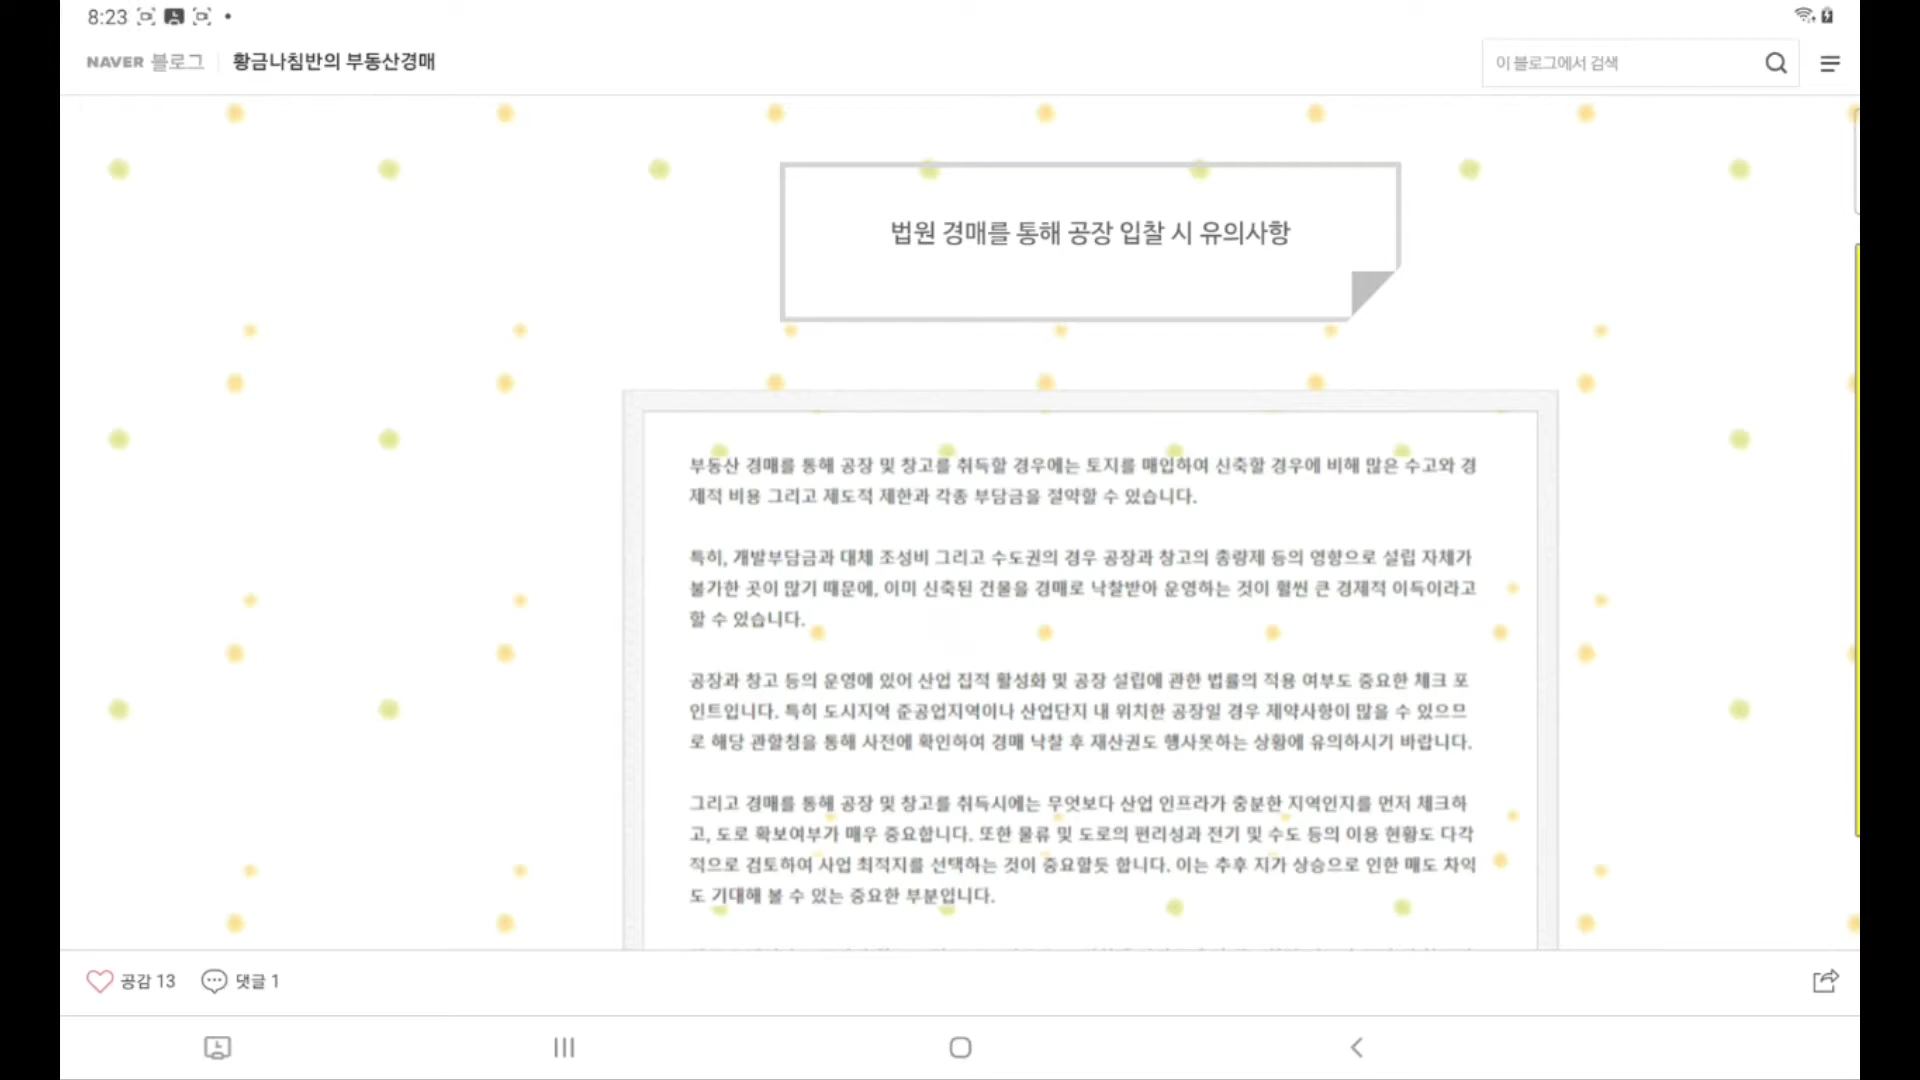 8:23
NAVER 블로그 황금나침반의 부동산경매
이 블로그에서 검색
법원 경매를 통해 공장 입찰 시 유의사항
부동산 경매를 통해 공장 및 창고를 취득할 경우에는 토지를 매입하여 신축할 경우에 비해 많은 수고와 경
제적 비용 그리고 제도적 제한과 각종 부담금을 절약할 수 있습니다.
특히, 개발부담금과 대체 조성비 그리고 수도권의 경우 공장과 창고의 총량제 등의 영향으로 설립 자체가
불가한 곳이 많기 때문에, 이미 신축된 건물을 경매로 낙찰받아 운영하는 것이 훨씬 큰 경제적 이득이라고
할 수 있습니다.
공장과 창고 등의 운영에 있어 산업 집적 활성화 및 공장 설립에 관한 법률의 적용 여부도 중요한 체크 포
인트입니다. 특히 도시지역 준공업지역이나 산업단지 내 위치한 공장일 경우 제약사항이 많을 수 있으므
로 해당 관할청을 통해 사전에 확인하여 경매 낙찰 후 재산권도 행사못하는 상황에 유의하시기 바랍니다.
그리고 경매를 통해 공장 및 창고를 취득시에는 무엇보다 산업 인프라가 충분한 지역인지를 먼저 체크하
고, 도로 확보여부가 매우 중요합니다. 또한 물류 및 도로의 편리성과 전기 및 수도 등의 이용 현황도 다각
적으로 검토하여 사업 최적지를 선택하는 것이 중요할듯 합니다. 이는 추후 지가 상승으로 인한 매도 차익
도 기대해 볼 수 있는 중요한 부분입니다.
공감 13 댓글 1